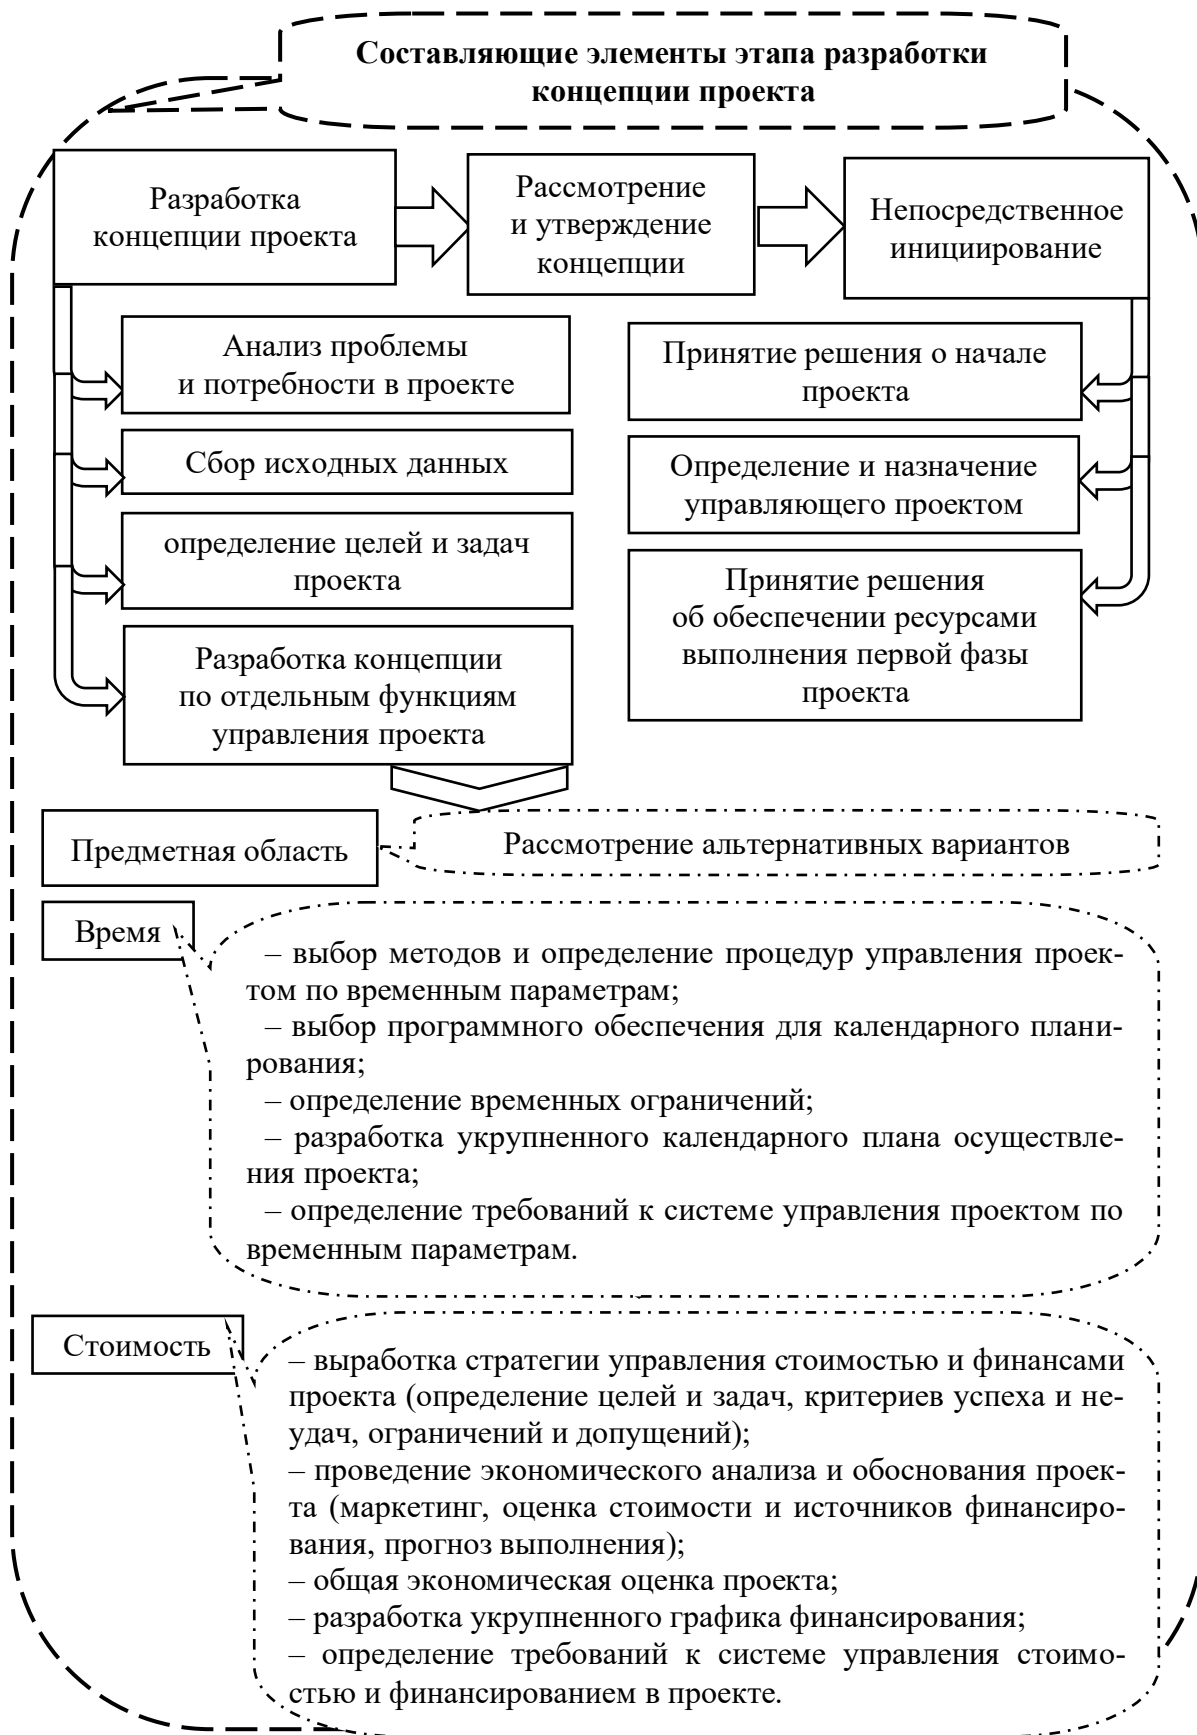 Составляющие элементы этапа разработки
концепции проекта
Разработка
концепции проекта
Рассмотрение
и утверждение
концепции
Непосредственное
инициирование
Анализ проблемы
и потребности в проекте
Сбор исходных данных
определение целей и задач
проекта
Разработка концепции
по отдельным функциям
управления проекта
Принятие решения о начале
проекта
Определение и назначение
управляющего проектом
Принятие решения
об обеспечении ресурсами
выполнения первой фазы
проекта
Предметная область
Рассмотрение альтернативных вариантов
Время
– выбор методов и определение процедур управления проек-
том по временным параметрам;
– выбор программного обеспечения для календарного плани-
рования;
– определение временных ограничений;
– разработка укрупненного календарного плана осуществле-
ния проекта;
– определение требований к системе управления проектом по
временным параметрам.
Стоимость
– выработка стратегии управления стоимостью и финансами
проекта (определение целей и задач, критериев успеха и не-
удач, ограничений и допущений);
– проведение экономического анализа и обоснования проек-
та (маркетинг, оценка стоимости и источников финансиро-
вания, прогноз выполнения);
– общая экономическая оценка проекта;
– разработка укрупненного графика финансирования;
– определение требований к системе управления стоимо-
стью и финансированием в проекте.